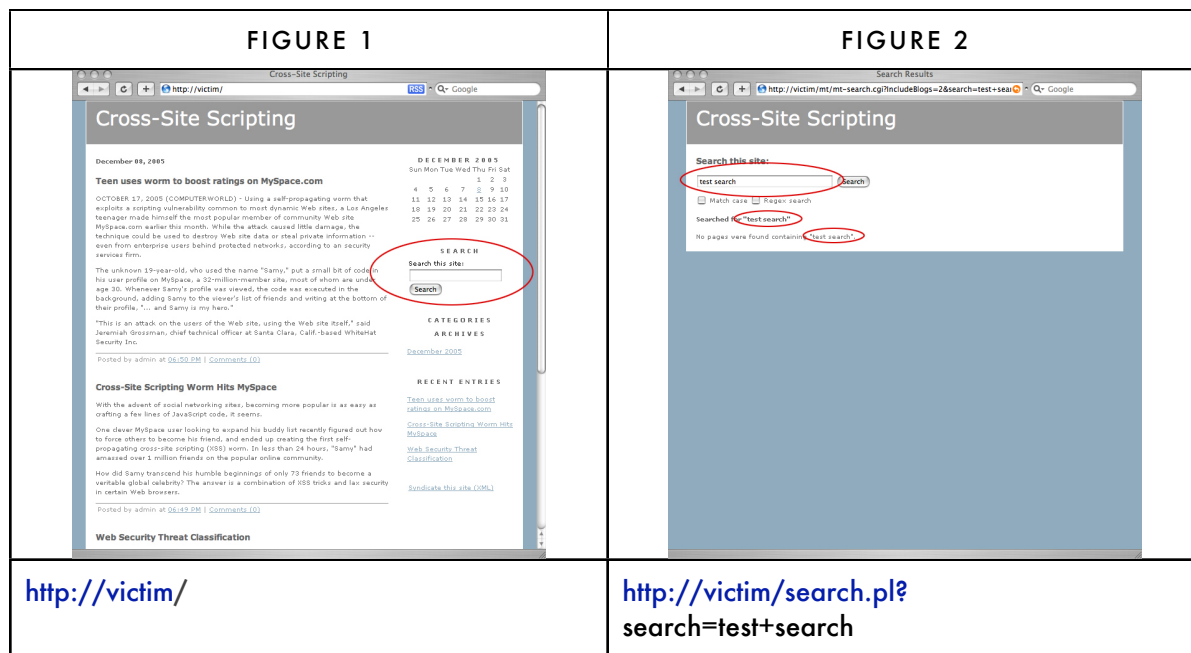 FIGURE 1
FIGURE 2
Cross-Site Scripting
http://victim/
RSS
Q- Google
Cross-Site Scripting
December 08, 2005
Teen uses worm to boost ratings on MySpace.com
OCTOBER 17, 2005 (COMPUTERWORLD) - Using a self-propagating worm that
exploits a scripting vulnerability common to most dynamic Web sites, a Los Angeles
teenager made himself the most popular member of community Web site
MySpace.com earlier this month. While the attack caused little damage, the
technique could be used to destroy Web site data or steal private information --
even from enterprise users behind protected networks, according to an security
services firm.
The unknown 19-year-old, who used the name "Samy," put a small bit of code in
his user profile on MySpace, a 32-million-member site, most of whom are under
age 30. Whenever Samy's profile was viewed, the code was executed in the
background, adding Samy to the viewer's list of friends and writing at the bottom of
their profile, "... and Samy is my hero."
"This is an attack on the users of the Web site, using the Web site itself," said
Jeremiah Grossman, chief technical officer at Santa Clara, Calif.-based WhiteHat
Security Inc.
Posted by admin at 06:50 PM | Comments (0)
Cross-Site Scripting Worm Hits MySpace
With the advent of social networking sites, becoming more popular is as easy as
crafting a few lines of JavaScript code, it seems.
One clever MySpace user looking to expand his buddy list recently figured out how
to force others to become his friend, and ended up creating the first self-
propagating cross-site scripting (XSS) worm. In less than 24 hours, "Samy" had
amassed over 1 million friends on the popular online community.
How did Samy transcend his humble beginnings of only 73 friends to become a
veritable global celebrity? The answer is a combination of XSS tricks and lax security
in certain Web browsers.
Posted by admin at 06:49 PM | Comments (0)
Web Security Threat Classification
DECEMBER 2005
Sun Mon Tue Wed Thu Fri Sat
1 2 3
4 5 6 7 8 9 10
11 12 13 14 15 16 17
18 19 20 21 22 23 24
25 26 27 28 29 30 31
SEARCH
Search this site:
Search
CATEGORIES
ARCHIVES
December 2005
RECENT ENTRIES
Teen uses worm to boost
ratings on MySpace.com
Cross-Site Scripting Worm Hits
MySpace
Web Security Threat
Classification
Syndicate this site (XML)
Search Results
http://victim/mt/mt-search.cgi?IncludeBlogs=2&search=test+sear
Q- Google
Cross-Site Scripting
Search this site:
test search
Search
Match case
Regex search
Searched for "test search"
No pages were found containing "test search".
http://victim/
http://victim/search.pl?
search=test+search